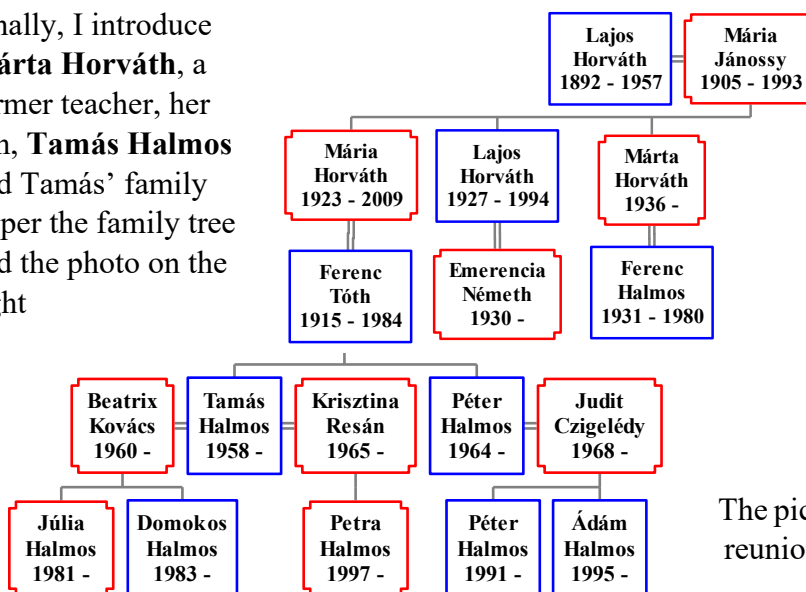 nally, I introduce
árta Horváth, a
rmer teacher, her
n, Tamás Halmos
d Tamás’ family
per the family tree
d the photo on the
ght
Lajos
Horváth
1892 - 1957
Mária
Jánossy
1905 - 1993
Mária
Horváth
1923 - 2009
Lajos
Horváth
1927 - 1994
Márta
Horváth
1936 -
Ferenc
Tóth
1915 - 1984
Emerencia
Németh
1930 -
Ferenc
Halmos
1931 - 1980
Beatrix
Kovács
1960 -
Tamás
Halmos
1958 -
Krisztina
Resán
1965 -
Péter
Halmos
1964 -
Judit
Czigelédy
1968 -
Júlia
Halmos
1981 -
Domokos
Halmos
1983 -
Petra
Halmos
1997 -
Péter
Halmos
1991 -
Ádám
Halmos
1995 -
The pic
reunio